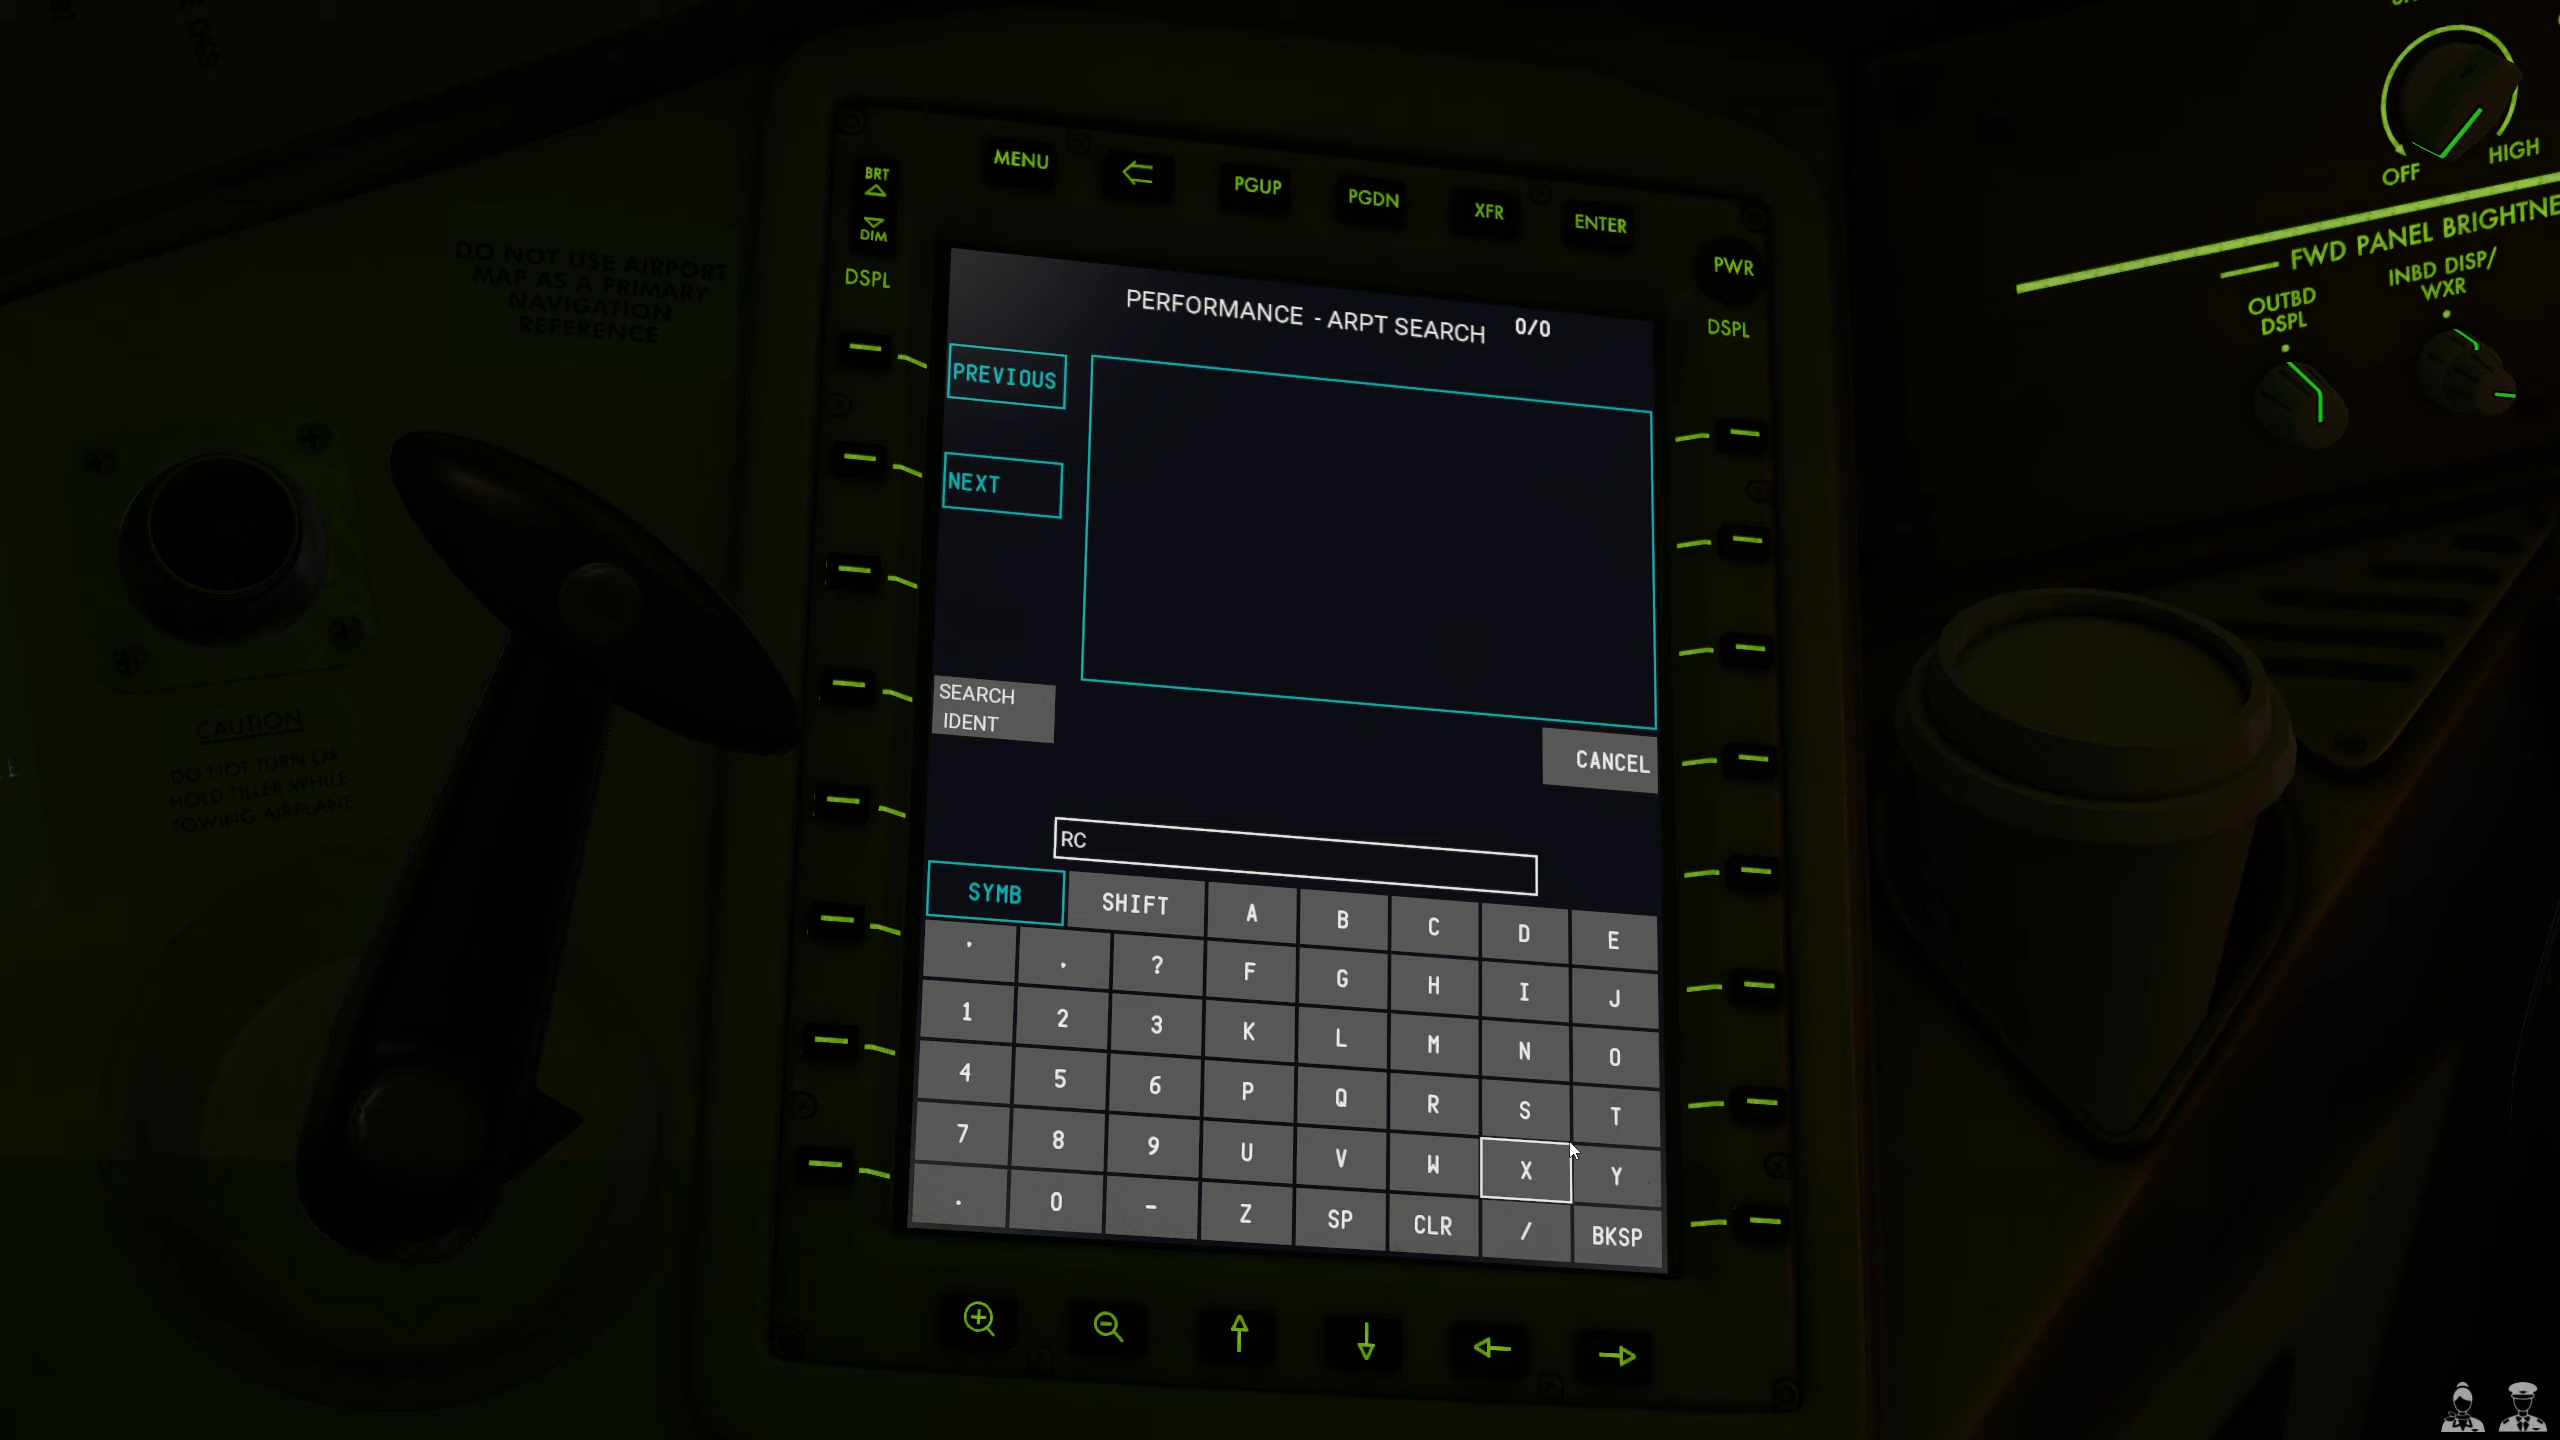 MENU
PGUP
PGDN
XFR
ENTER
BRT
DIM
DSPL
PWR
DSPL
OFF
HIGH
FWD PANEL BRIGHTNE
OUTBD
DSPL
INBD DISP/
WXR
DO NOT USE AIRPORT
MAP AS A PRIMARY
NAVIGATION
REFERENCE
PERFORMANCE - ARPT SEARCH 0/0
PREVIOUS
NEXT
SEARCH
IDENT
CANCEL
RC
SYMB SHIFT A B C D E
' , ? F G H I J
1 2 3 K L M N O
4 5 6 P Q R S T
7 8 9 U V W X Y
. 0 - Z SP CLR / BKSP
CAUTION
DO NOT TURN OR
HOLD TILLER WHILE
TOWING AIRPLANE